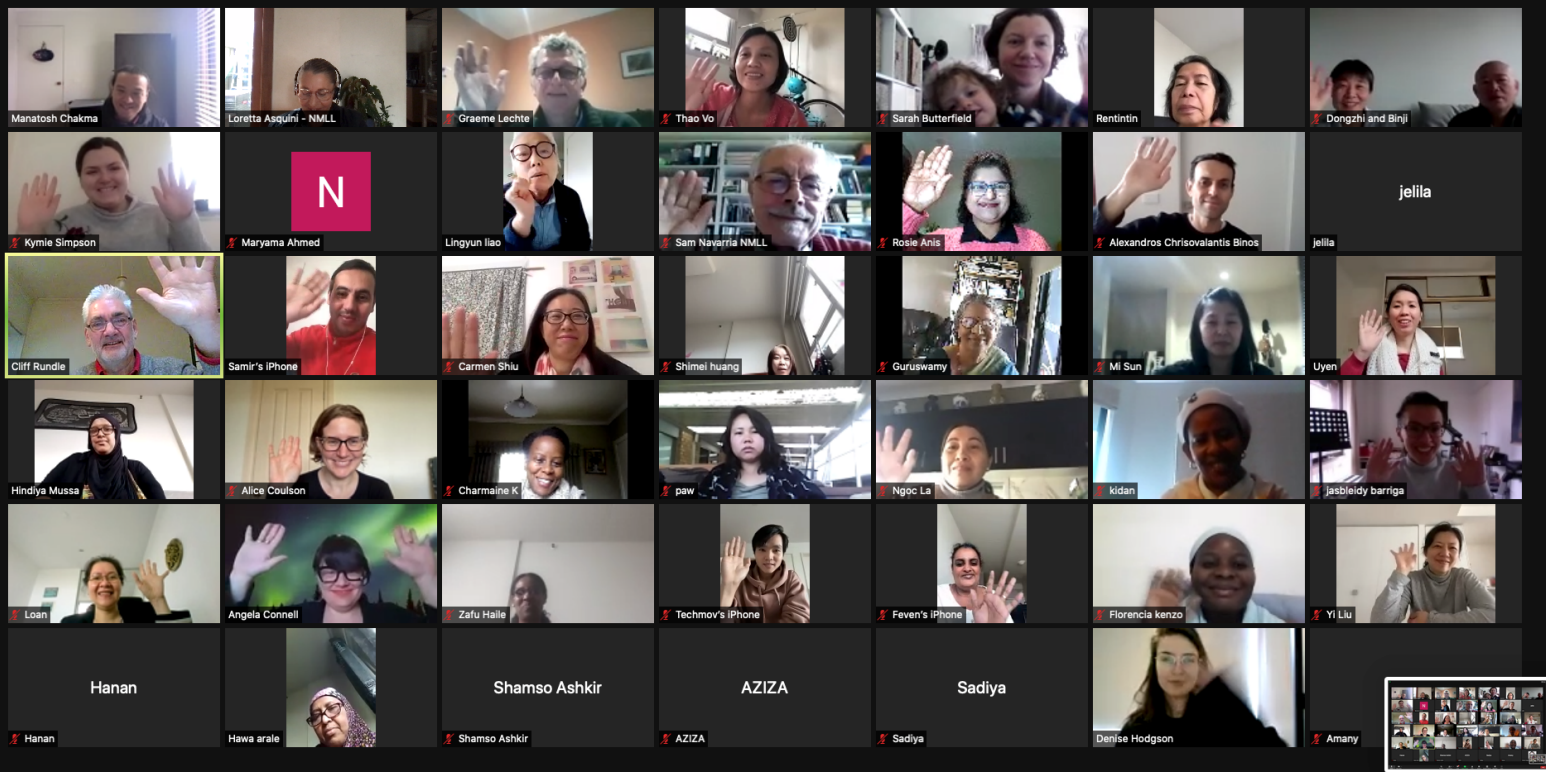 Manatosh Chakma
Loretta Asquini - NMLL
Graeme Lechte
Thao Vo
Sarah Butterfield
Rentintin
Dongzhi and Binji
Kymie Simpson
N
Maryama Ahmed
Lingyun liao
Sam Navarria NMLL
Rosie Anis
Alexandros Chrisovalantis Binos
jelila
jelila
Cliff Rundle
Samir's iPhone
Carmen Shiu
Shimei huang
Guruswamy
Mi Sun
Uyen
Hindiya Mussa
Alice Coulson
Charmaine K
paw
Ngoc La
kidan
jasbleidy barriga
Loan
Angela Connell
Zafu Haile
Techmov's iPhone
Feven's iPhone
Florencia kenzo
Yi Liu
Hanan
Hanan
Hawa arale
Shamso Ashkir
Shamso Ashkir
AZIZA
AZIZA
Sadiya
Sadiya
Denise Hodgson
Amany